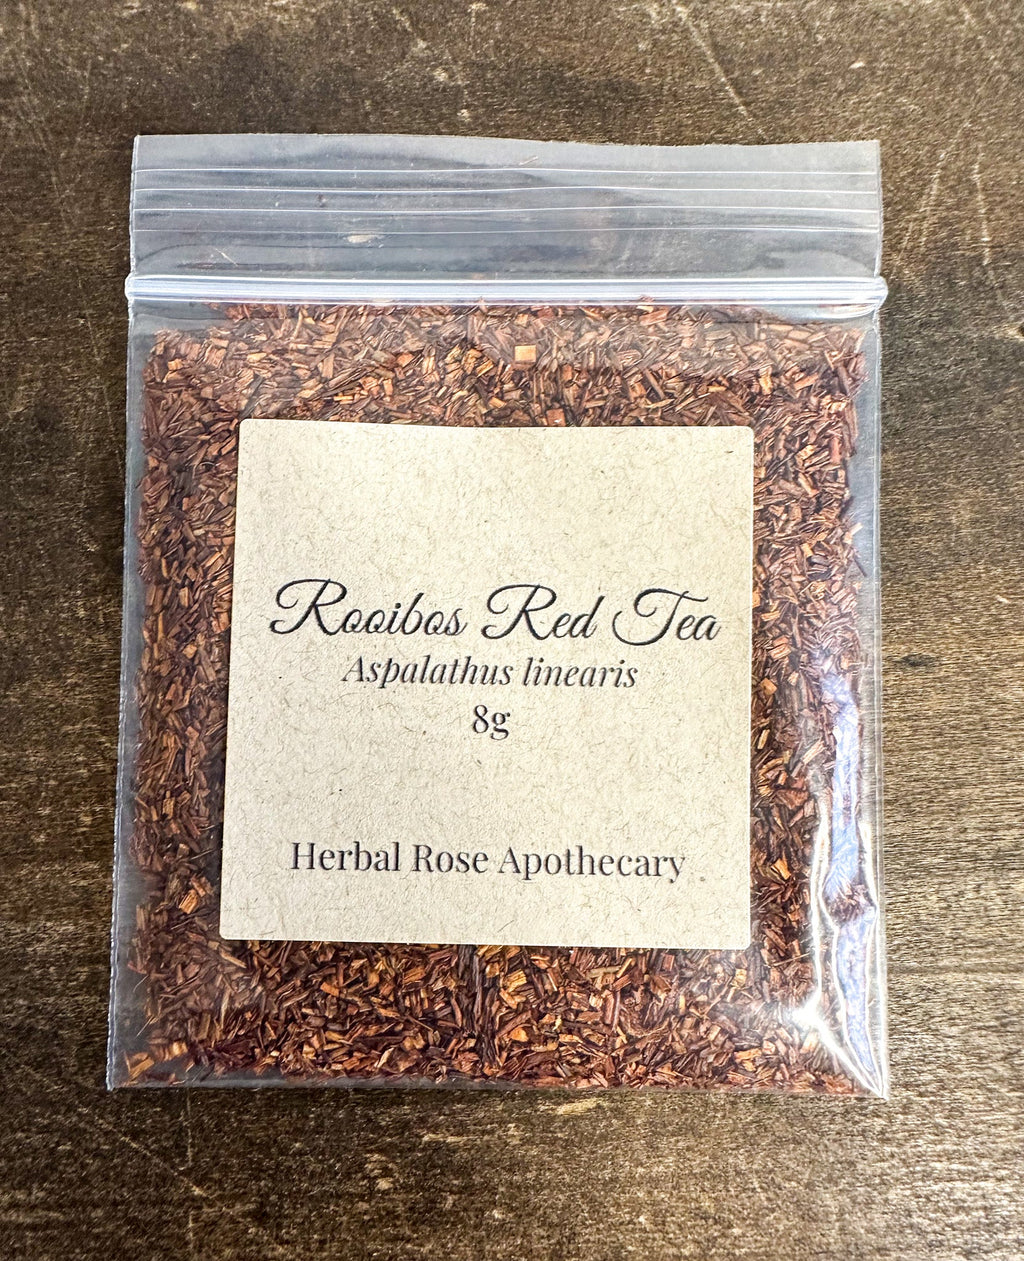 Rooibos Red Tea
Aspalathus linearis
8g
Herbal Rose Apothecary